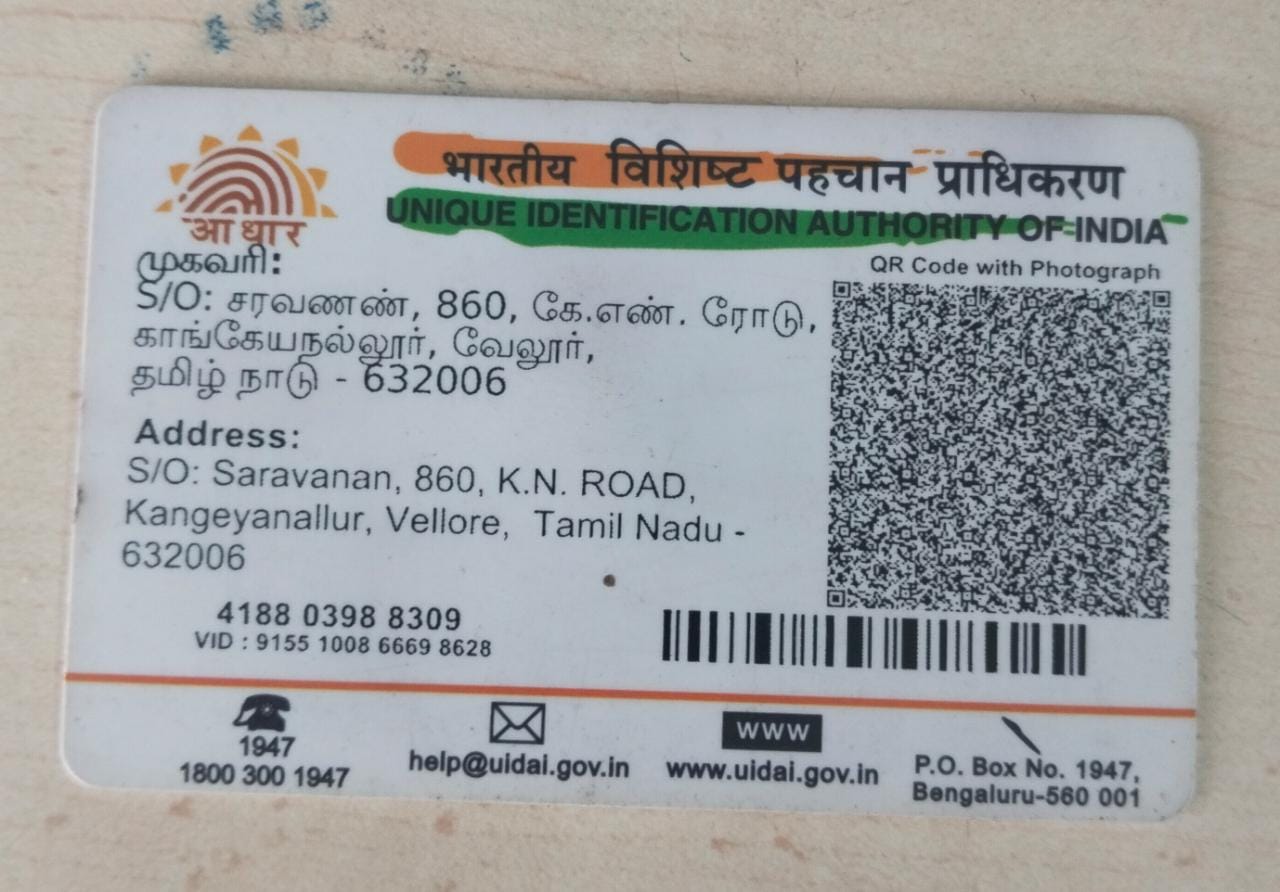 भारतीय विशिष्ट पहचान प्राधिकरण
UNIQUE IDENTIFICATION AUTHORITY OF INDIA
आधार
QR Code with Photograph
முகவரி:
S/O: சரவணண், 860, கே.எண். ரோடு,
காங்கேயநல்லூர், வேலூர்,
தமிழ் நாடு - 632006
Address:
S/O: Saravanan, 860, K.N. ROAD,
Kangeyanallur, Vellore, Tamil Nadu -
632006
4188 0398 8309
VID : 9155 1008 6669 8628
1947
1800 300 1947
help@uidai.gov.in
www
www.uidai.gov.in
P.O. Box No. 1947,
Bengaluru-560 001